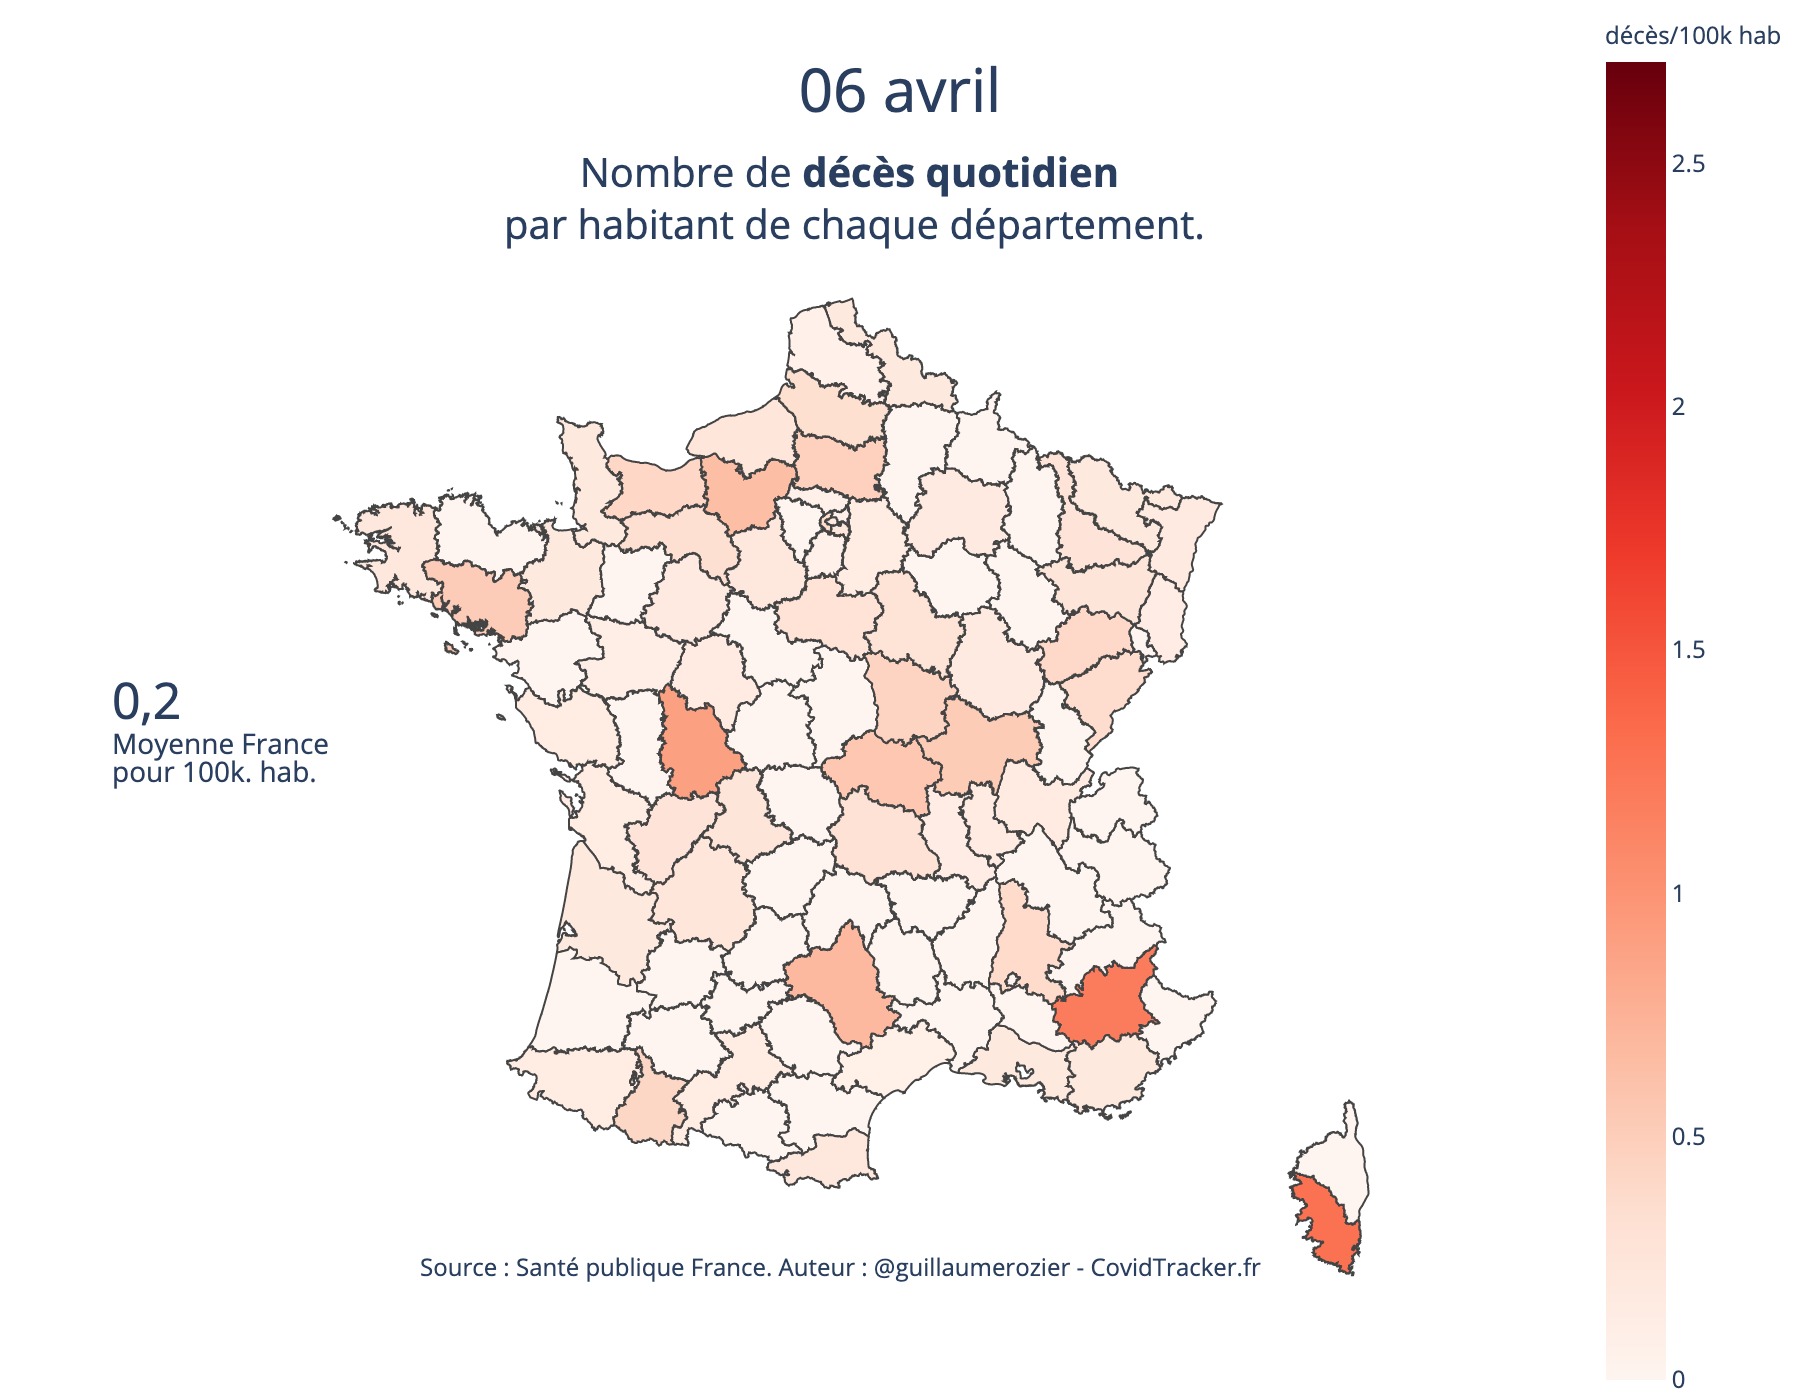 décès/100k hab
06 avril
Nombre de décès quotidien
par habitant de chaque département.
2.5
2
1.5
1
0.5
0
0,2
Moyenne France
pour 100k. hab.
Source : Santé publique France. Auteur : @guillaumerozier - CovidTracker.fr